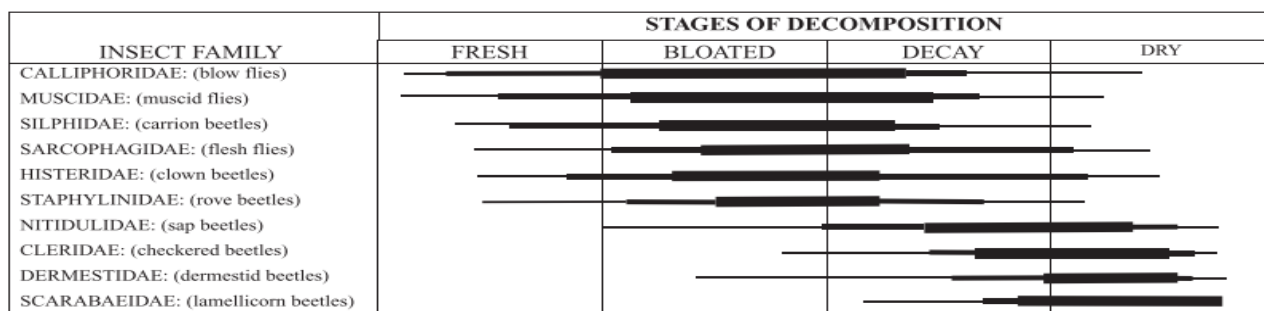 STAGES OF DECOMPOSITION
INSECT FAMILY FRESH BLOATED DECAY DRY
CALLIPHORIDAE: (blow flies)
MUSCIDAE: (muscid flies)
SILPHIDAE: (carrion beetles)
SARCOPHAGIDAE: (flesh flies)
HISTERIDAE: (clown beetles)
STAPHYLINIDAE: (rove beetles)
NITIDULIDAE: (sap beetles)
CLERIDAE: (checkered beetles)
DERMESTIDAE: (dermestid beetles)
SCARABAEIDAE: (lamellicorn beetles)